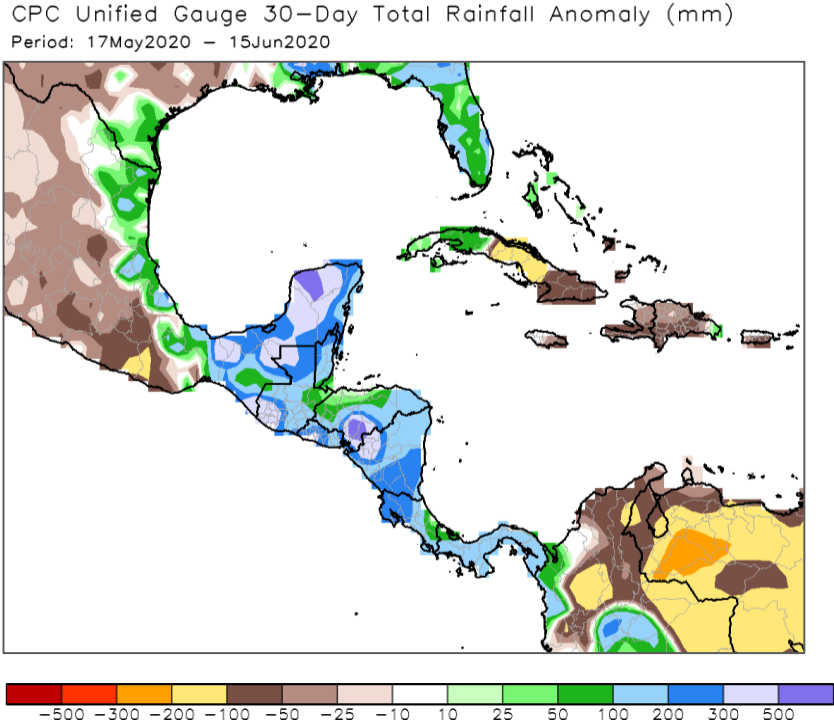 CPC Unified Gauge 30-Day Total Rainfall Anomaly (mm)
Period: 17May2020 - 15Jun2020
-500 -300 -200 -100 -50 -25 -10 10 25 50 100 200 300 500